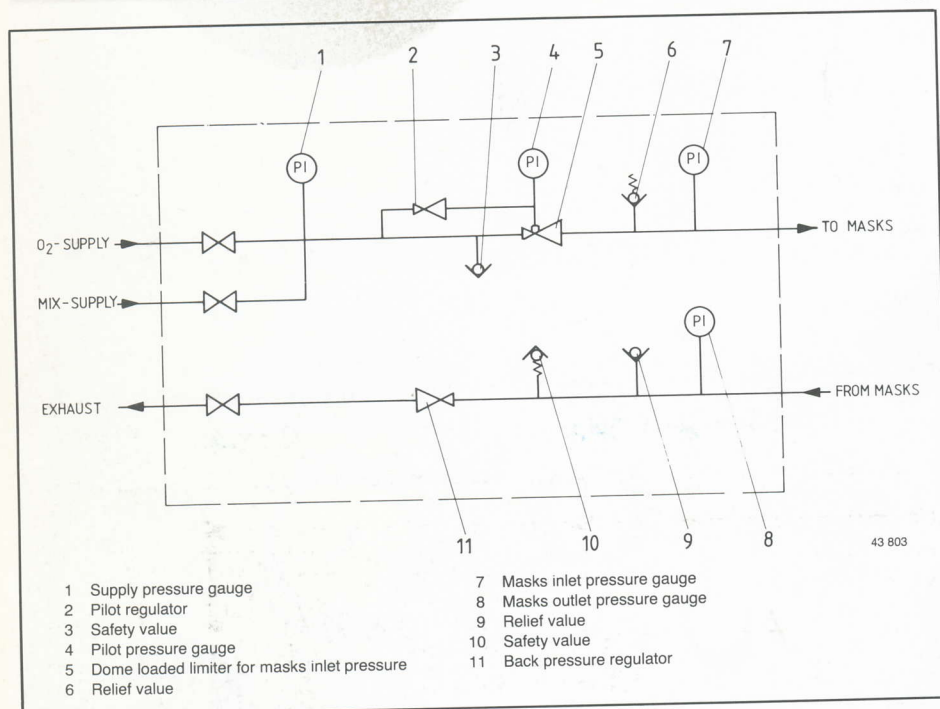 1 2 3 4 5 6 7
PI PI PI
O₂-SUPPLY
TO MASKS
MIX-SUPPLY
PI
EXHAUST
FROM MASKS
11 10 9 8
43 803
1 Supply pressure gauge
2 Pilot regulator
3 Safety value
4 Pilot pressure gauge
5 Dome loaded limiter for masks inlet pressure
6 Relief value
7 Masks inlet pressure gauge
8 Masks outlet pressure gauge
9 Relief value
10 Safety value
11 Back pressure regulator